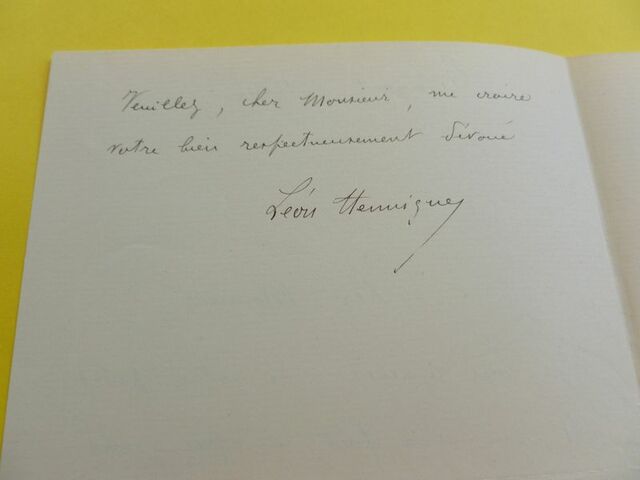 Veuillez, cher Monsieur, me croire
votre bien respectueusement dévoué
Léon Hennique